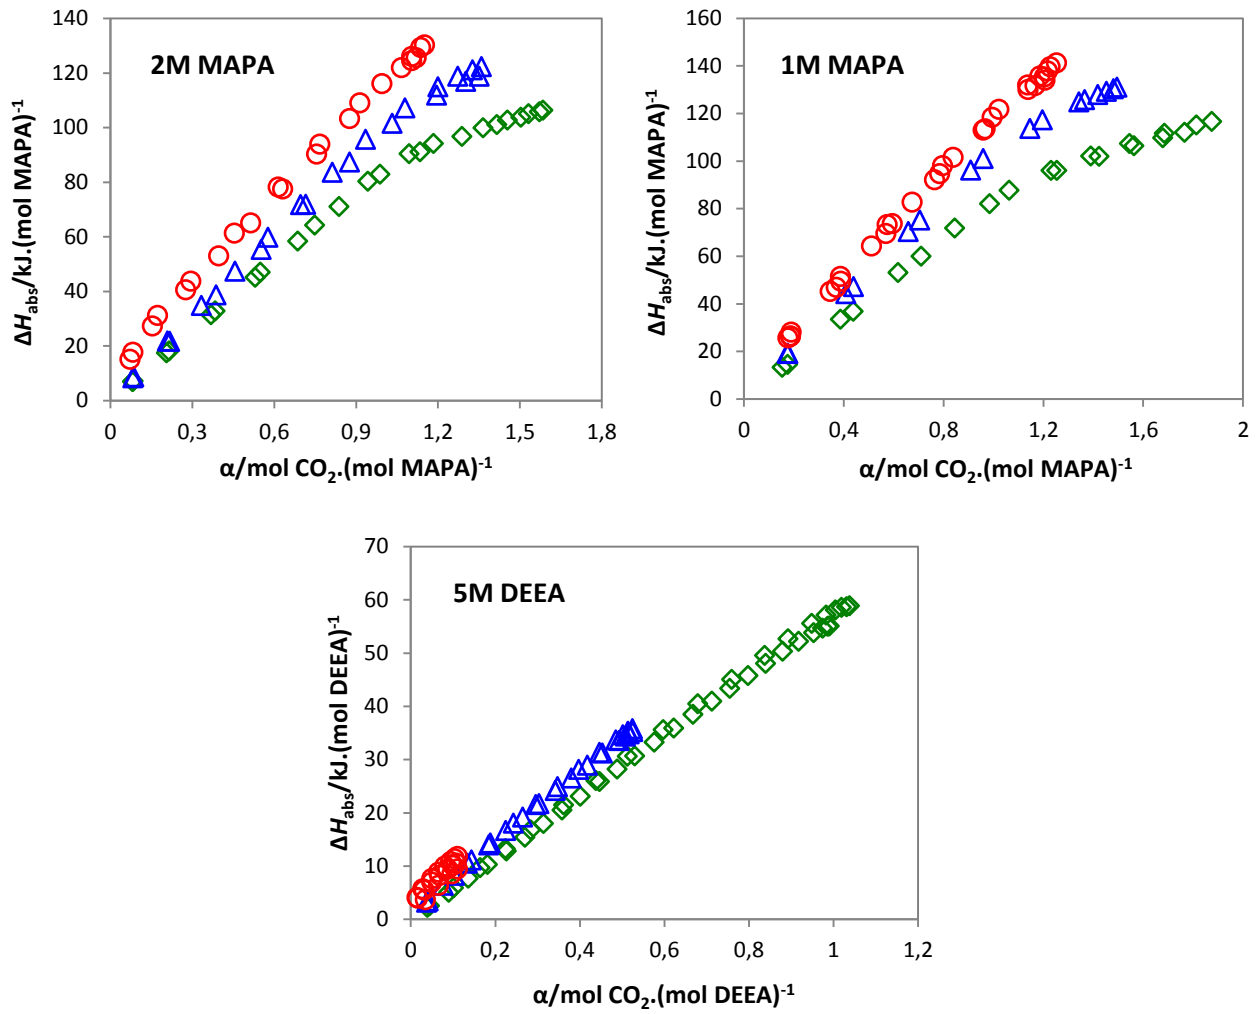 2M MAPA
ΔH_abs/kJ.(mol MAPA)^-1
140
120
100
80
60
40
20
0
0 0,3 0,6 0,9 1,2 1,5 1,8
α/mol CO₂.(mol MAPA)^-1
1M MAPA
ΔH_abs/kJ.(mol MAPA)^-1
160
140
120
100
80
60
40
20
0
0 0,4 0,8 1,2 1,6 2
α/mol CO₂.(mol MAPA)^-1
5M DEEA
ΔH_abs/kJ.(mol DEEA)^-1
70
60
50
40
30
20
10
0
0 0,2 0,4 0,6 0,8 1 1,2
α/mol CO₂.(mol DEEA)^-1